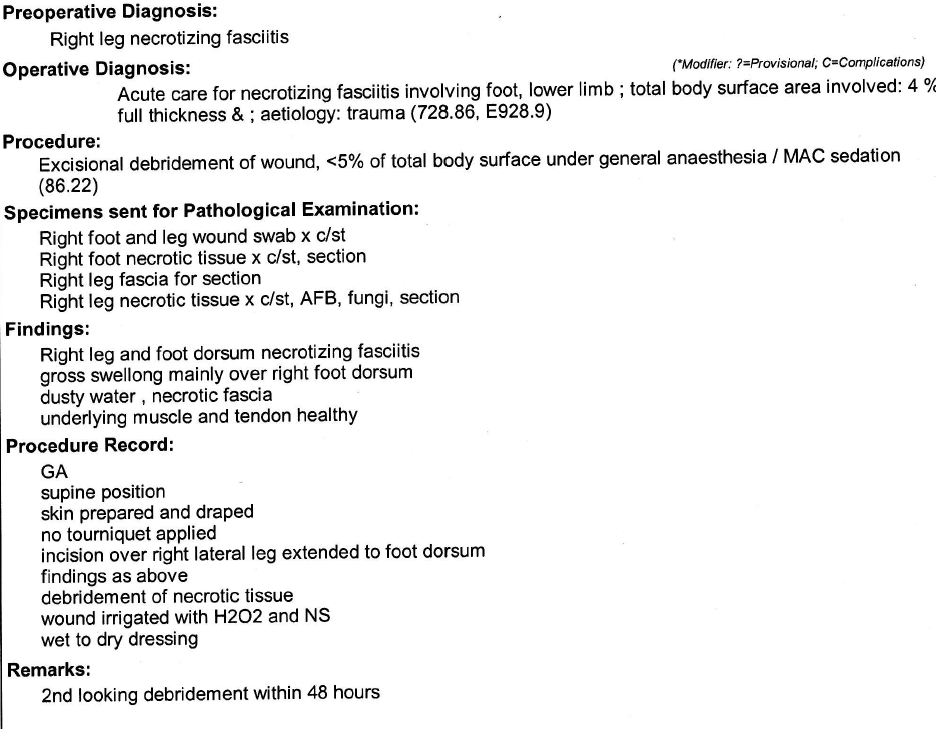 Preoperative Diagnosis:
Right leg necrotizing fasciitis
Operative Diagnosis:
(*Modifier: ?=Provisional; C=Complications)
Acute care for necrotizing fasciitis involving foot, lower limb ; total body surface area involved: 4 %
full thickness & ; aetiology: trauma (728.86, E928.9)
Procedure:
Excisional debridement of wound, <5% of total body surface under general anaesthesia / MAC sedation
(86.22)
Specimens sent for Pathological Examination:
Right foot and leg wound swab x c/st
Right foot necrotic tissue x c/st, section
Right leg fascia for section
Right leg necrotic tissue x c/st, AFB, fungi, section
Findings:
Right leg and foot dorsum necrotizing fasciitis
gross swellong mainly over right foot dorsum
dusty water , necrotic fascia
underlying muscle and tendon healthy
Procedure Record:
GA
supine position
skin prepared and draped
no tourniquet applied
incision over right lateral leg extended to foot dorsum
findings as above
debridement of necrotic tissue
wound irrigated with H2O2 and NS
wet to dry dressing
Remarks:
2nd looking debridement within 48 hours